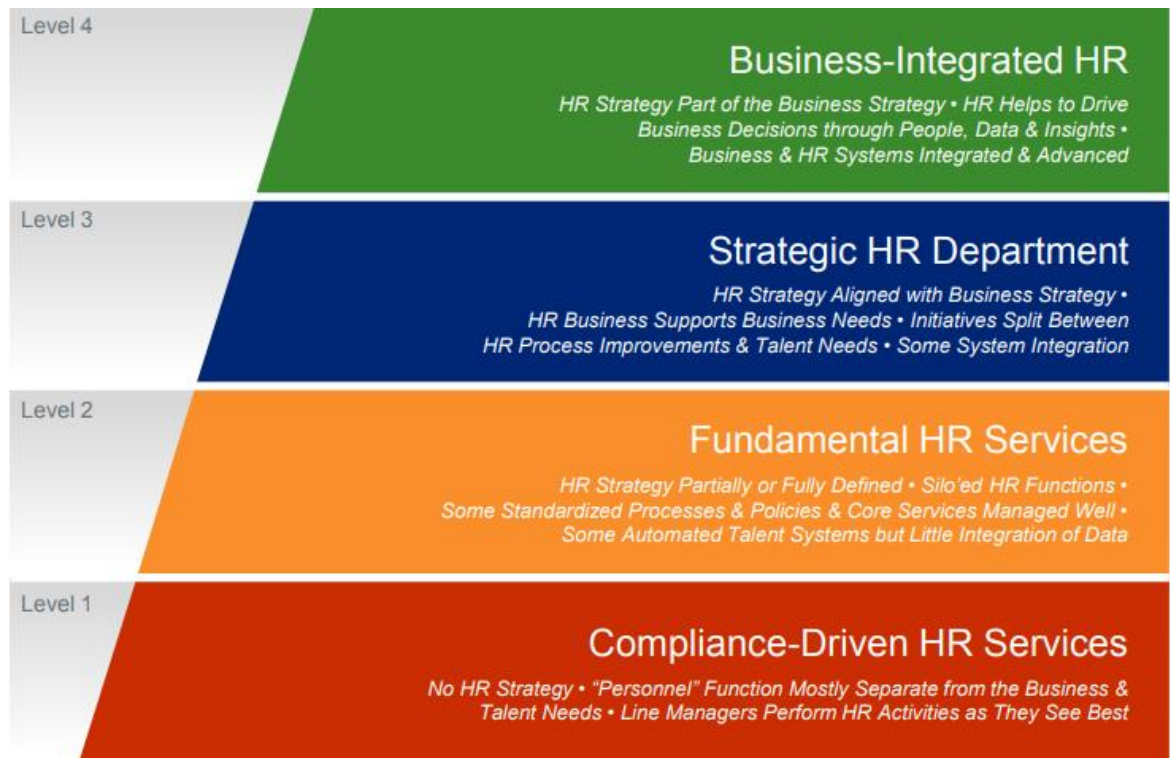 Level 4
Business-Integrated HR
HR Strategy Part of the Business Strategy • HR Helps to Drive
Business Decisions through People, Data & Insights •
Business & HR Systems Integrated & Advanced
Level 3
Strategic HR Department
HR Strategy Aligned with Business Strategy •
HR Business Supports Business Needs • Initiatives Split Between
HR Process Improvements & Talent Needs • Some System Integration
Level 2
Fundamental HR Services
HR Strategy Partially or Fully Defined • Silo’ed HR Functions •
Some Standardized Processes & Policies & Core Services Managed Well •
Some Automated Talent Systems but Little Integration of Data
Level 1
Compliance-Driven HR Services
No HR Strategy • “Personnel” Function Mostly Separate from the Business &
Talent Needs • Line Managers Perform HR Activities as They See Best